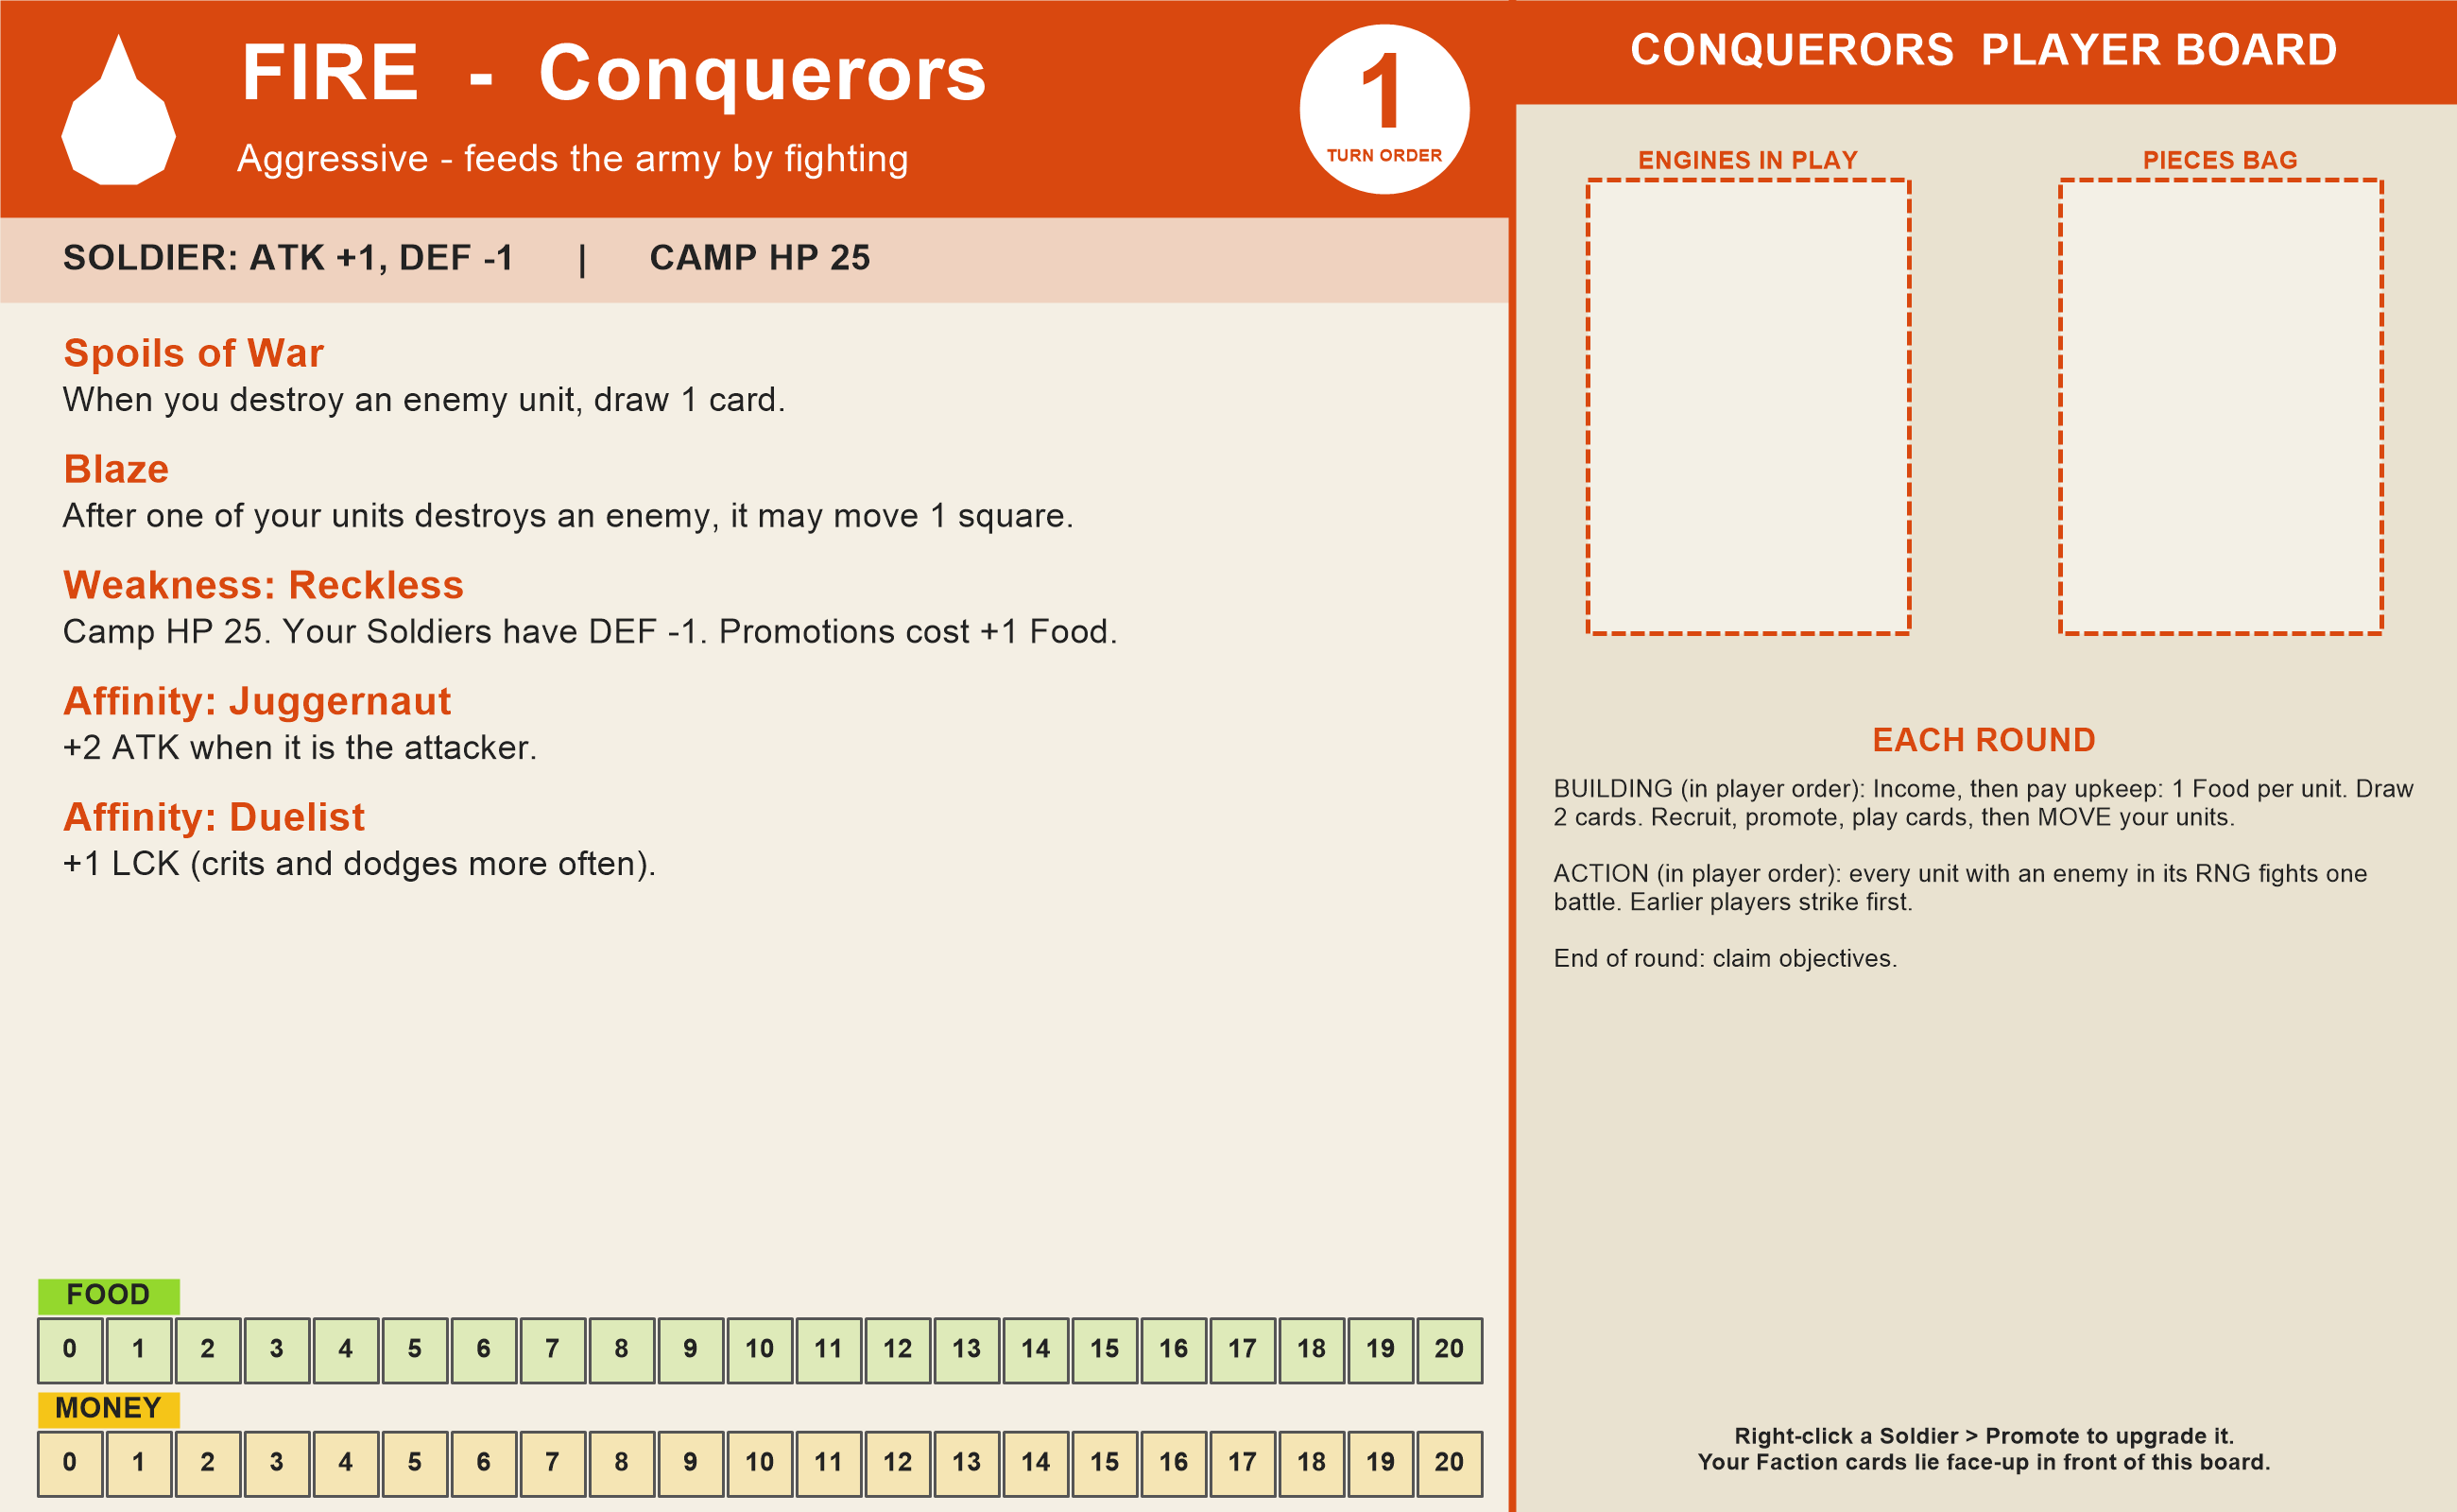 FIRE - Conquerors
Aggressive - feeds the army by fighting
1
TURN ORDER
SOLDIER: ATK +1, DEF -1 | CAMP HP 25
Spoils of War
When you destroy an enemy unit, draw 1 card.
Blaze
After one of your units destroys an enemy, it may move 1 square.
Weakness: Reckless
Camp HP 25. Your Soldiers have DEF -1. Promotions cost +1 Food.
Affinity: Juggernaut
+2 ATK when it is the attacker.
Affinity: Duelist
+1 LCK (crits and dodges more often).
FOOD
0 1 2 3 4 5 6 7 8 9 10 11 12 13 14 15 16 17 18 19 20
MONEY
0 1 2 3 4 5 6 7 8 9 10 11 12 13 14 15 16 17 18 19 20
CONQUERORS PLAYER BOARD
ENGINES IN PLAY
PIECES BAG
EACH ROUND
BUILDING (in player order): Income, then pay upkeep: 1 Food per unit. Draw
2 cards. Recruit, promote, play cards, then MOVE your units.
ACTION (in player order): every unit with an enemy in its RNG fights one
battle. Earlier players strike first.
End of round: claim objectives.
Right-click a Soldier > Promote to upgrade it.
Your Faction cards lie face-up in front of this board.